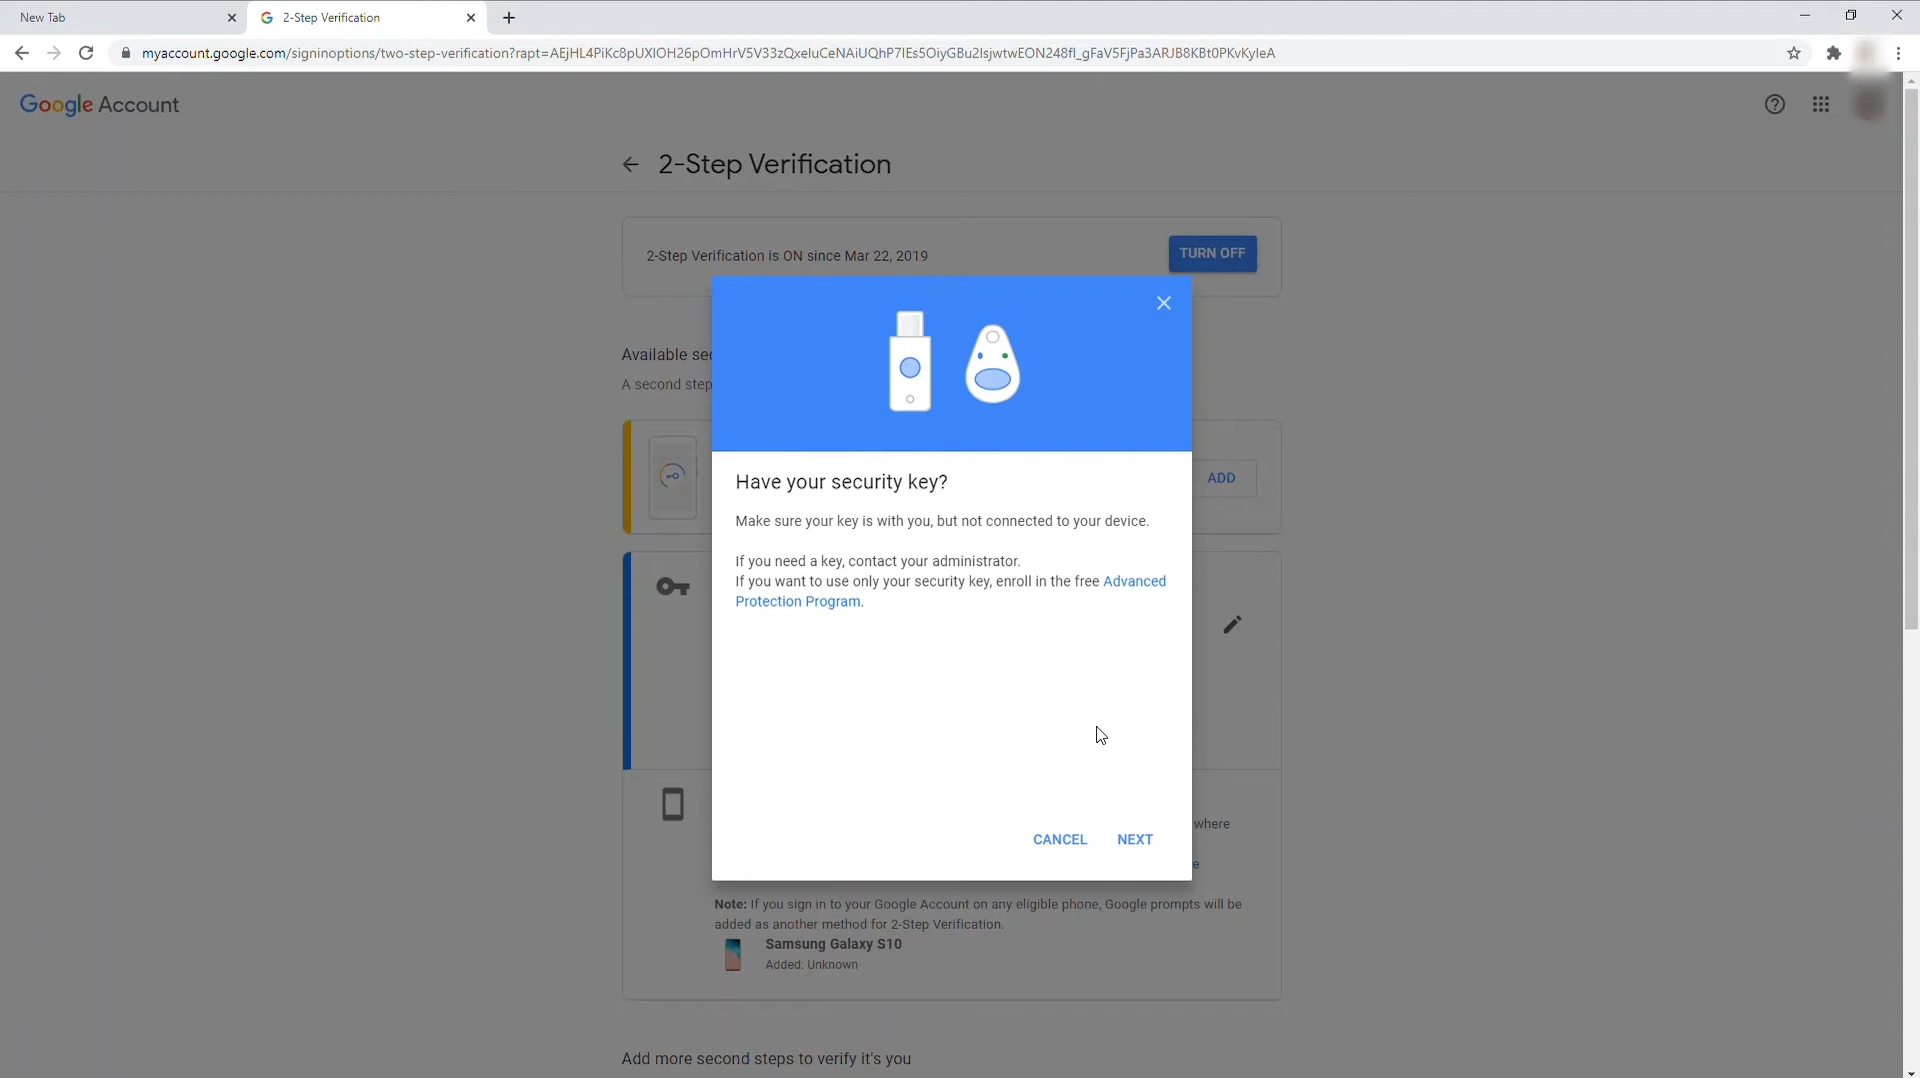 New Tab
2-Step Verification
myaccount.google.com/signinoptions/two-step-verification?rapt=AEjHL4PiKc8pUXIOH26pOmHrV5V33zQxeIuCeNAiUQhP7IEs5OiyGBu2IsjwtwEON248fI_gFaV5FjPa3ARJB8KBt0PKvKyIeA
Google Account
2-Step Verification
2-Step Verification is ON since Mar 22, 2019
TURN OFF
Available sec
A second step
ADD
Have your security key?
Make sure your key is with you, but not connected to your device.
If you need a key, contact your administrator.
If you want to use only your security key, enroll in the free Advanced
Protection Program.
where
CANCEL
NEXT
e
Note: If you sign in to your Google Account on any eligible phone, Google prompts will be
added as another method for 2-Step Verification.
Samsung Galaxy S10
Added: Unknown
Add more second steps to verify it's you